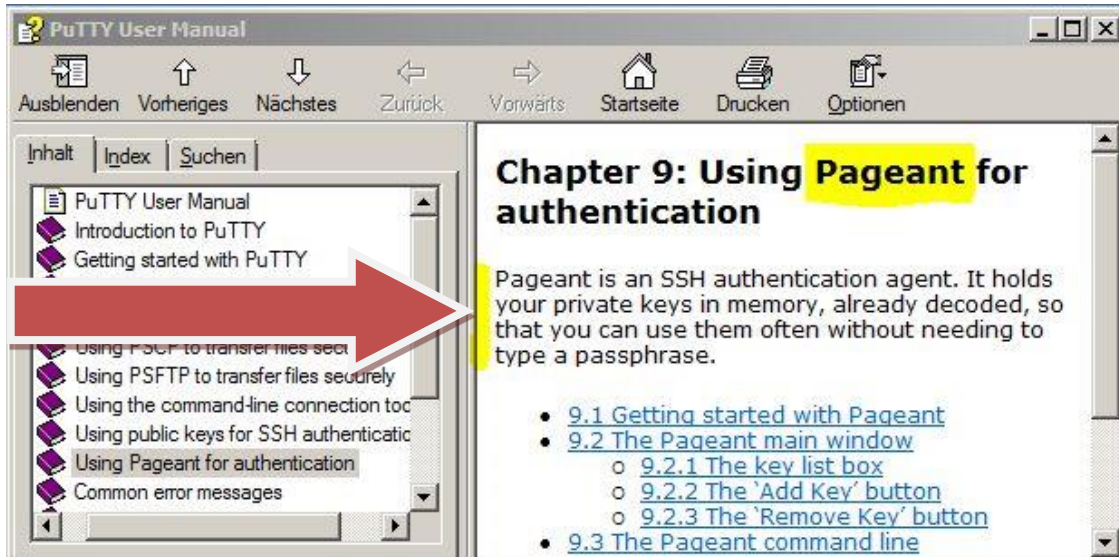 PuTTY User Manual
Ausblenden Vorheriges Nächstes Zurück Vorwärts Startseite Drucken Optionen
Inhalt Index Suchen
PuTTY User Manual
Introduction to PuTTY
Getting started with PuTTY
Using PSCP to transfer files
Using PSFTP to transfer files securely
Using the command-line connection
Using public keys for SSH
Using Pageant for authentication
Common error messages
Chapter 9: Using Pageant for
authentication
Pageant is an SSH authentication agent. It holds
your private keys in memory, already decoded, so
that you can use them often without needing to
type a passphrase.
• 9.1 Getting started with Pageant
• 9.2 The Pageant main window
o 9.2.1 The key list box
o 9.2.2 The `Add Key´ button
o 9.2.3 The `Remove Key´ button
• 9.3 The Pageant command line